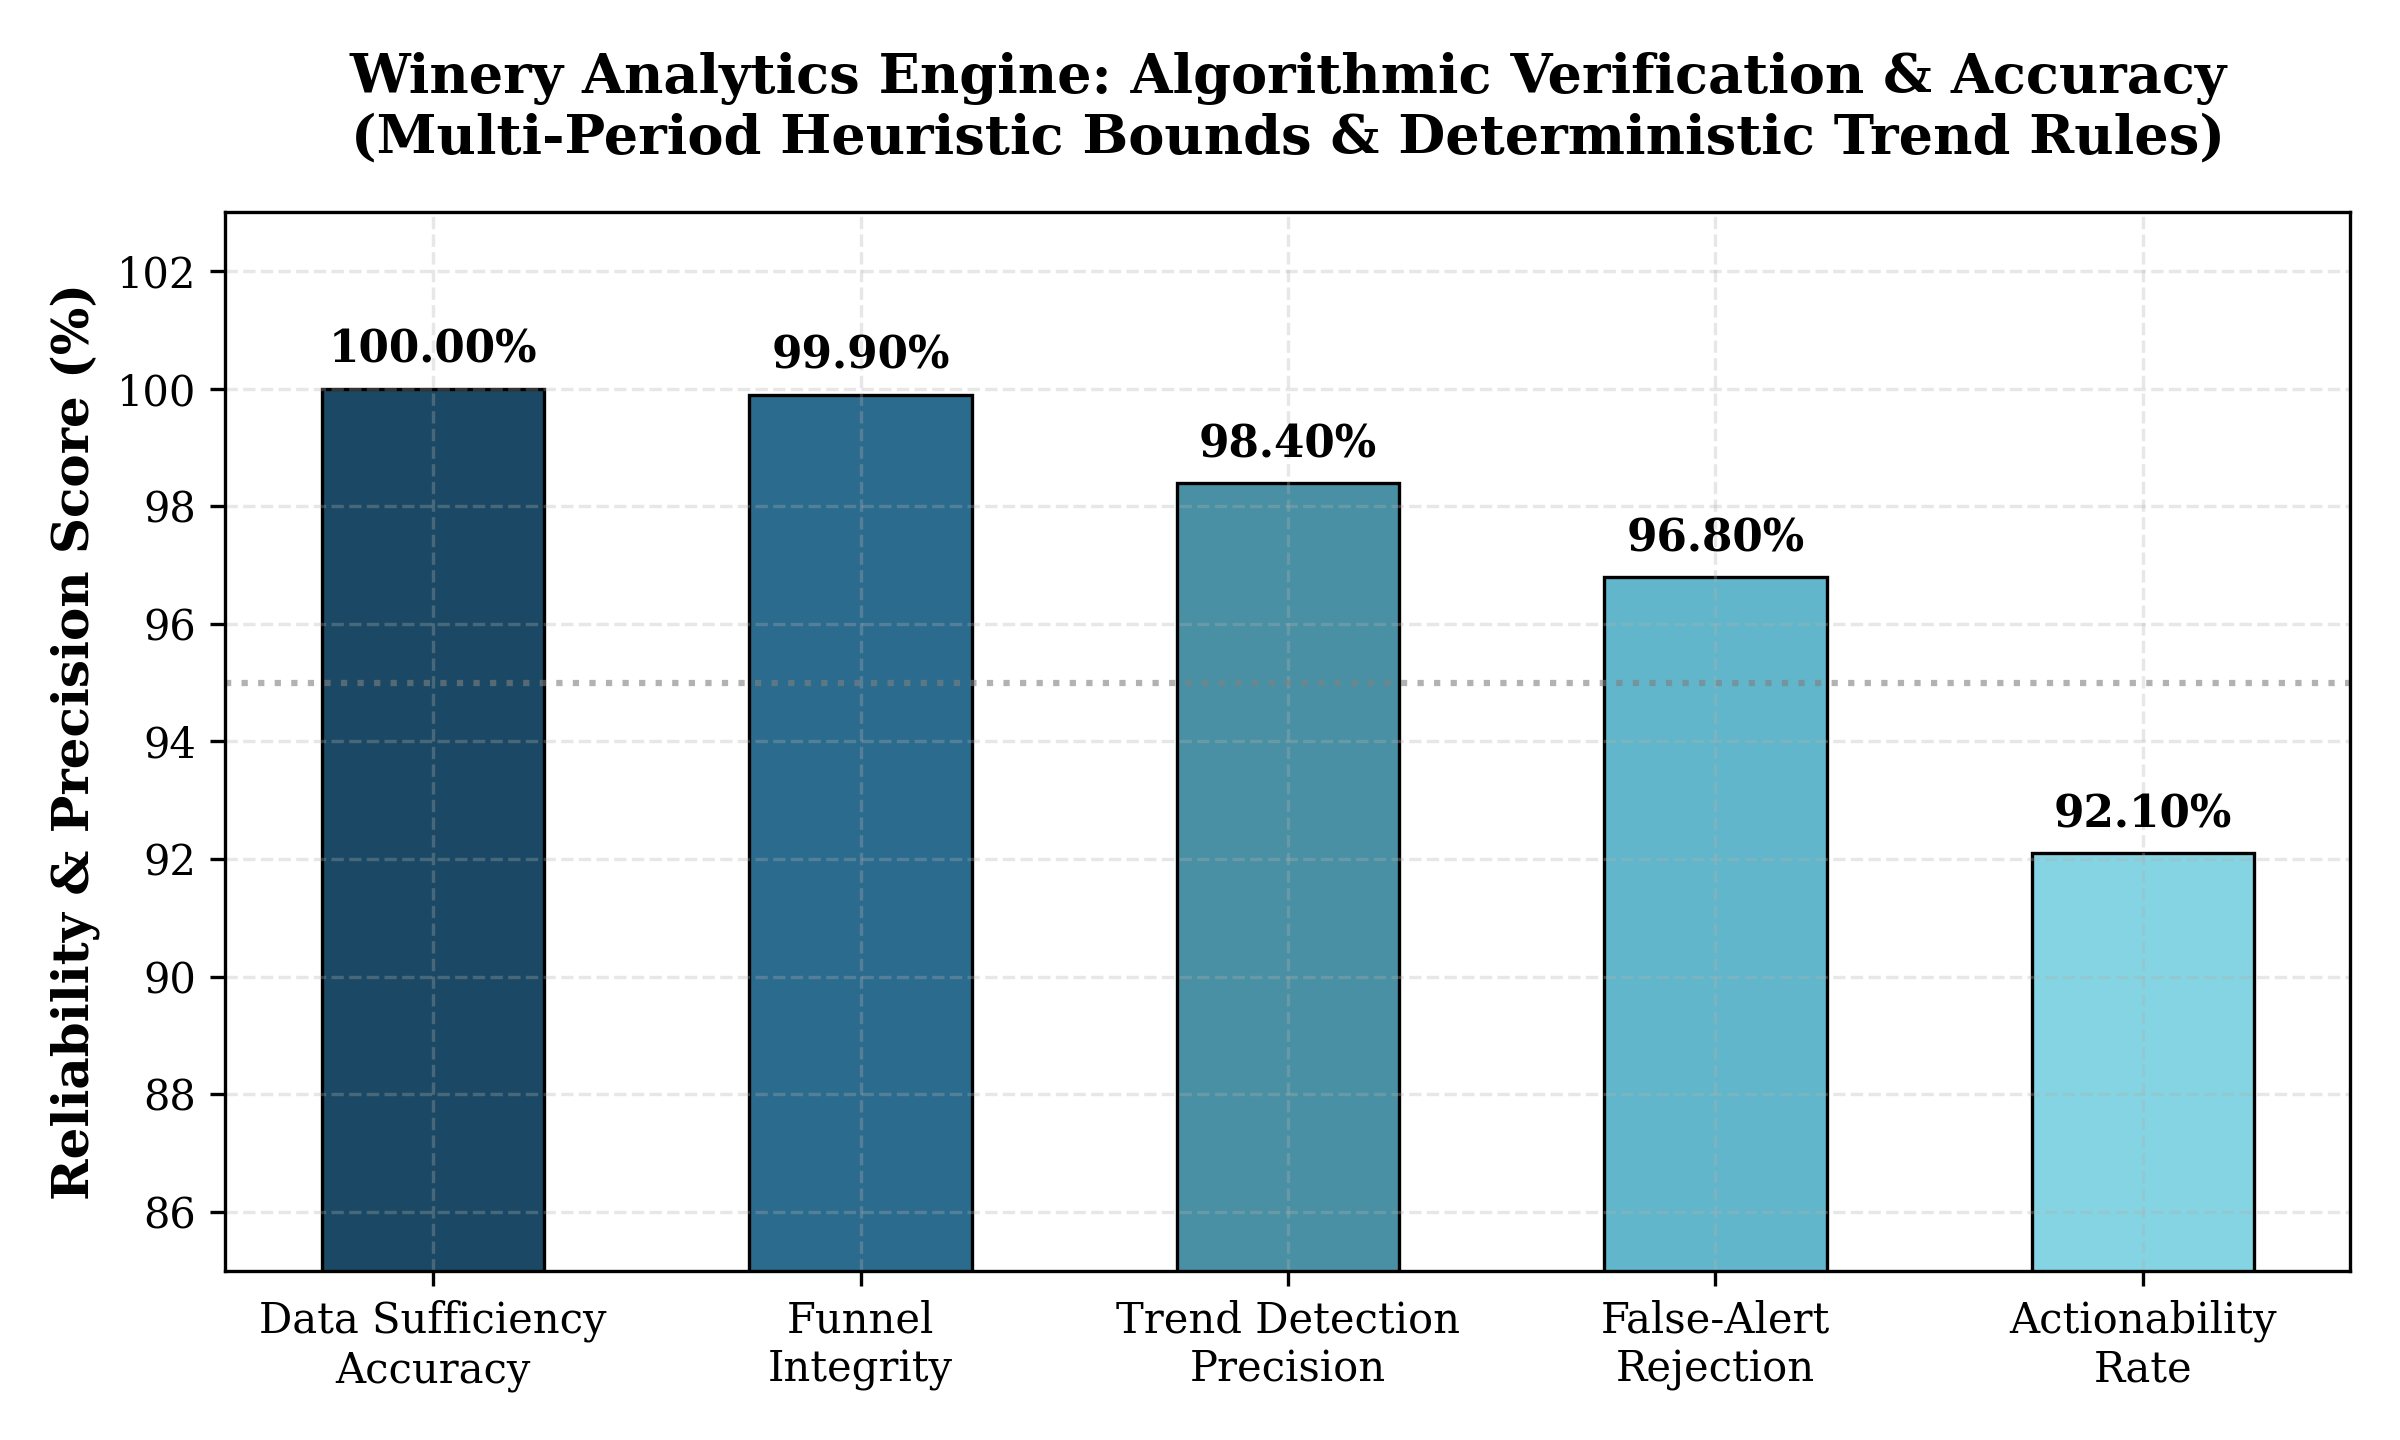 Winery Analytics Engine: Algorithmic Verification & Accuracy
(Multi-Period Heuristic Bounds & Deterministic Trend Rules)
Reliability & Precision Score (%)
102
100
98
96
94
92
90
88
86
100.00%
99.90%
98.40%
96.80%
92.10%
Data Sufficiency
Accuracy
Funnel
Integrity
Trend Detection
Precision
False-Alert
Rejection
Actionability
Rate